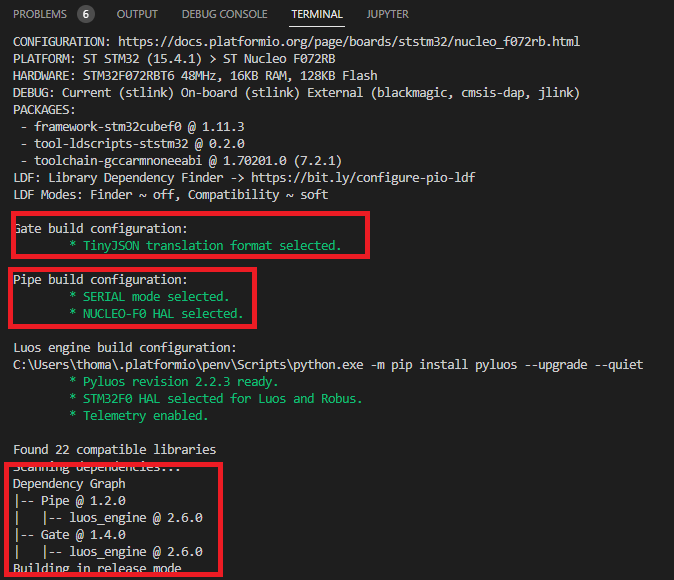 PROBLEMS 6 OUTPUT DEBUG CONSOLE TERMINAL JUPYTER
CONFIGURATION: https://docs.platformio.org/page/boards/ststm32/nucleo_f072rb.html
PLATFORM: ST STM32 (15.4.1) > ST Nucleo F072RB
HARDWARE: STM32F072RBT6 48MHz, 16KB RAM, 128KB Flash
DEBUG: Current (stlink) On-board (stlink) External (blackmagic, cmsis-dap, jlink)
PACKAGES:
- framework-stm32cubef0 @ 1.11.3
- tool-ldscripts-ststm32 @ 0.2.0
- toolchain-gccarmnoneeabi @ 1.70201.0 (7.2.1)
LDF: Library Dependency Finder -> https://bit.ly/configure-pio-ldf
LDF Modes: Finder ~ off, Compatibility ~ soft
Gate build configuration:
* TinyJSON translation format selected.
Pipe build configuration:
* SERIAL mode selected.
* NUCLEO-F0 HAL selected.
Luos engine build configuration:
C:\Users\thoma\.platformio\penv\Scripts\python.exe -m pip install pyluos --upgrade --quiet
* Pyluos revision 2.2.3 ready.
* STM32F0 HAL selected for Luos and Robus.
* Telemetry enabled.
Found 22 compatible libraries
Scanning dependencies...
Dependency Graph
|-- Pipe @ 1.2.0
|   |-- luos_engine @ 2.6.0
|-- Gate @ 1.4.0
|   |-- luos_engine @ 2.6.0
Building in release mode